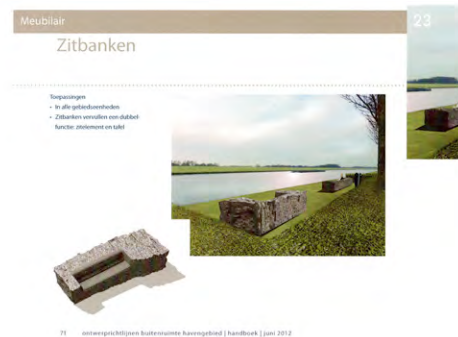 Meubilair
23
Zitbanken
Toepassingen
• In alle gebiedseenheden
• Zitbanken vervullen een dubbel-
functie: zitelement en tafel
71 ontwerprichtlijnen buitenruimte havengebied | handboek | juni 2012